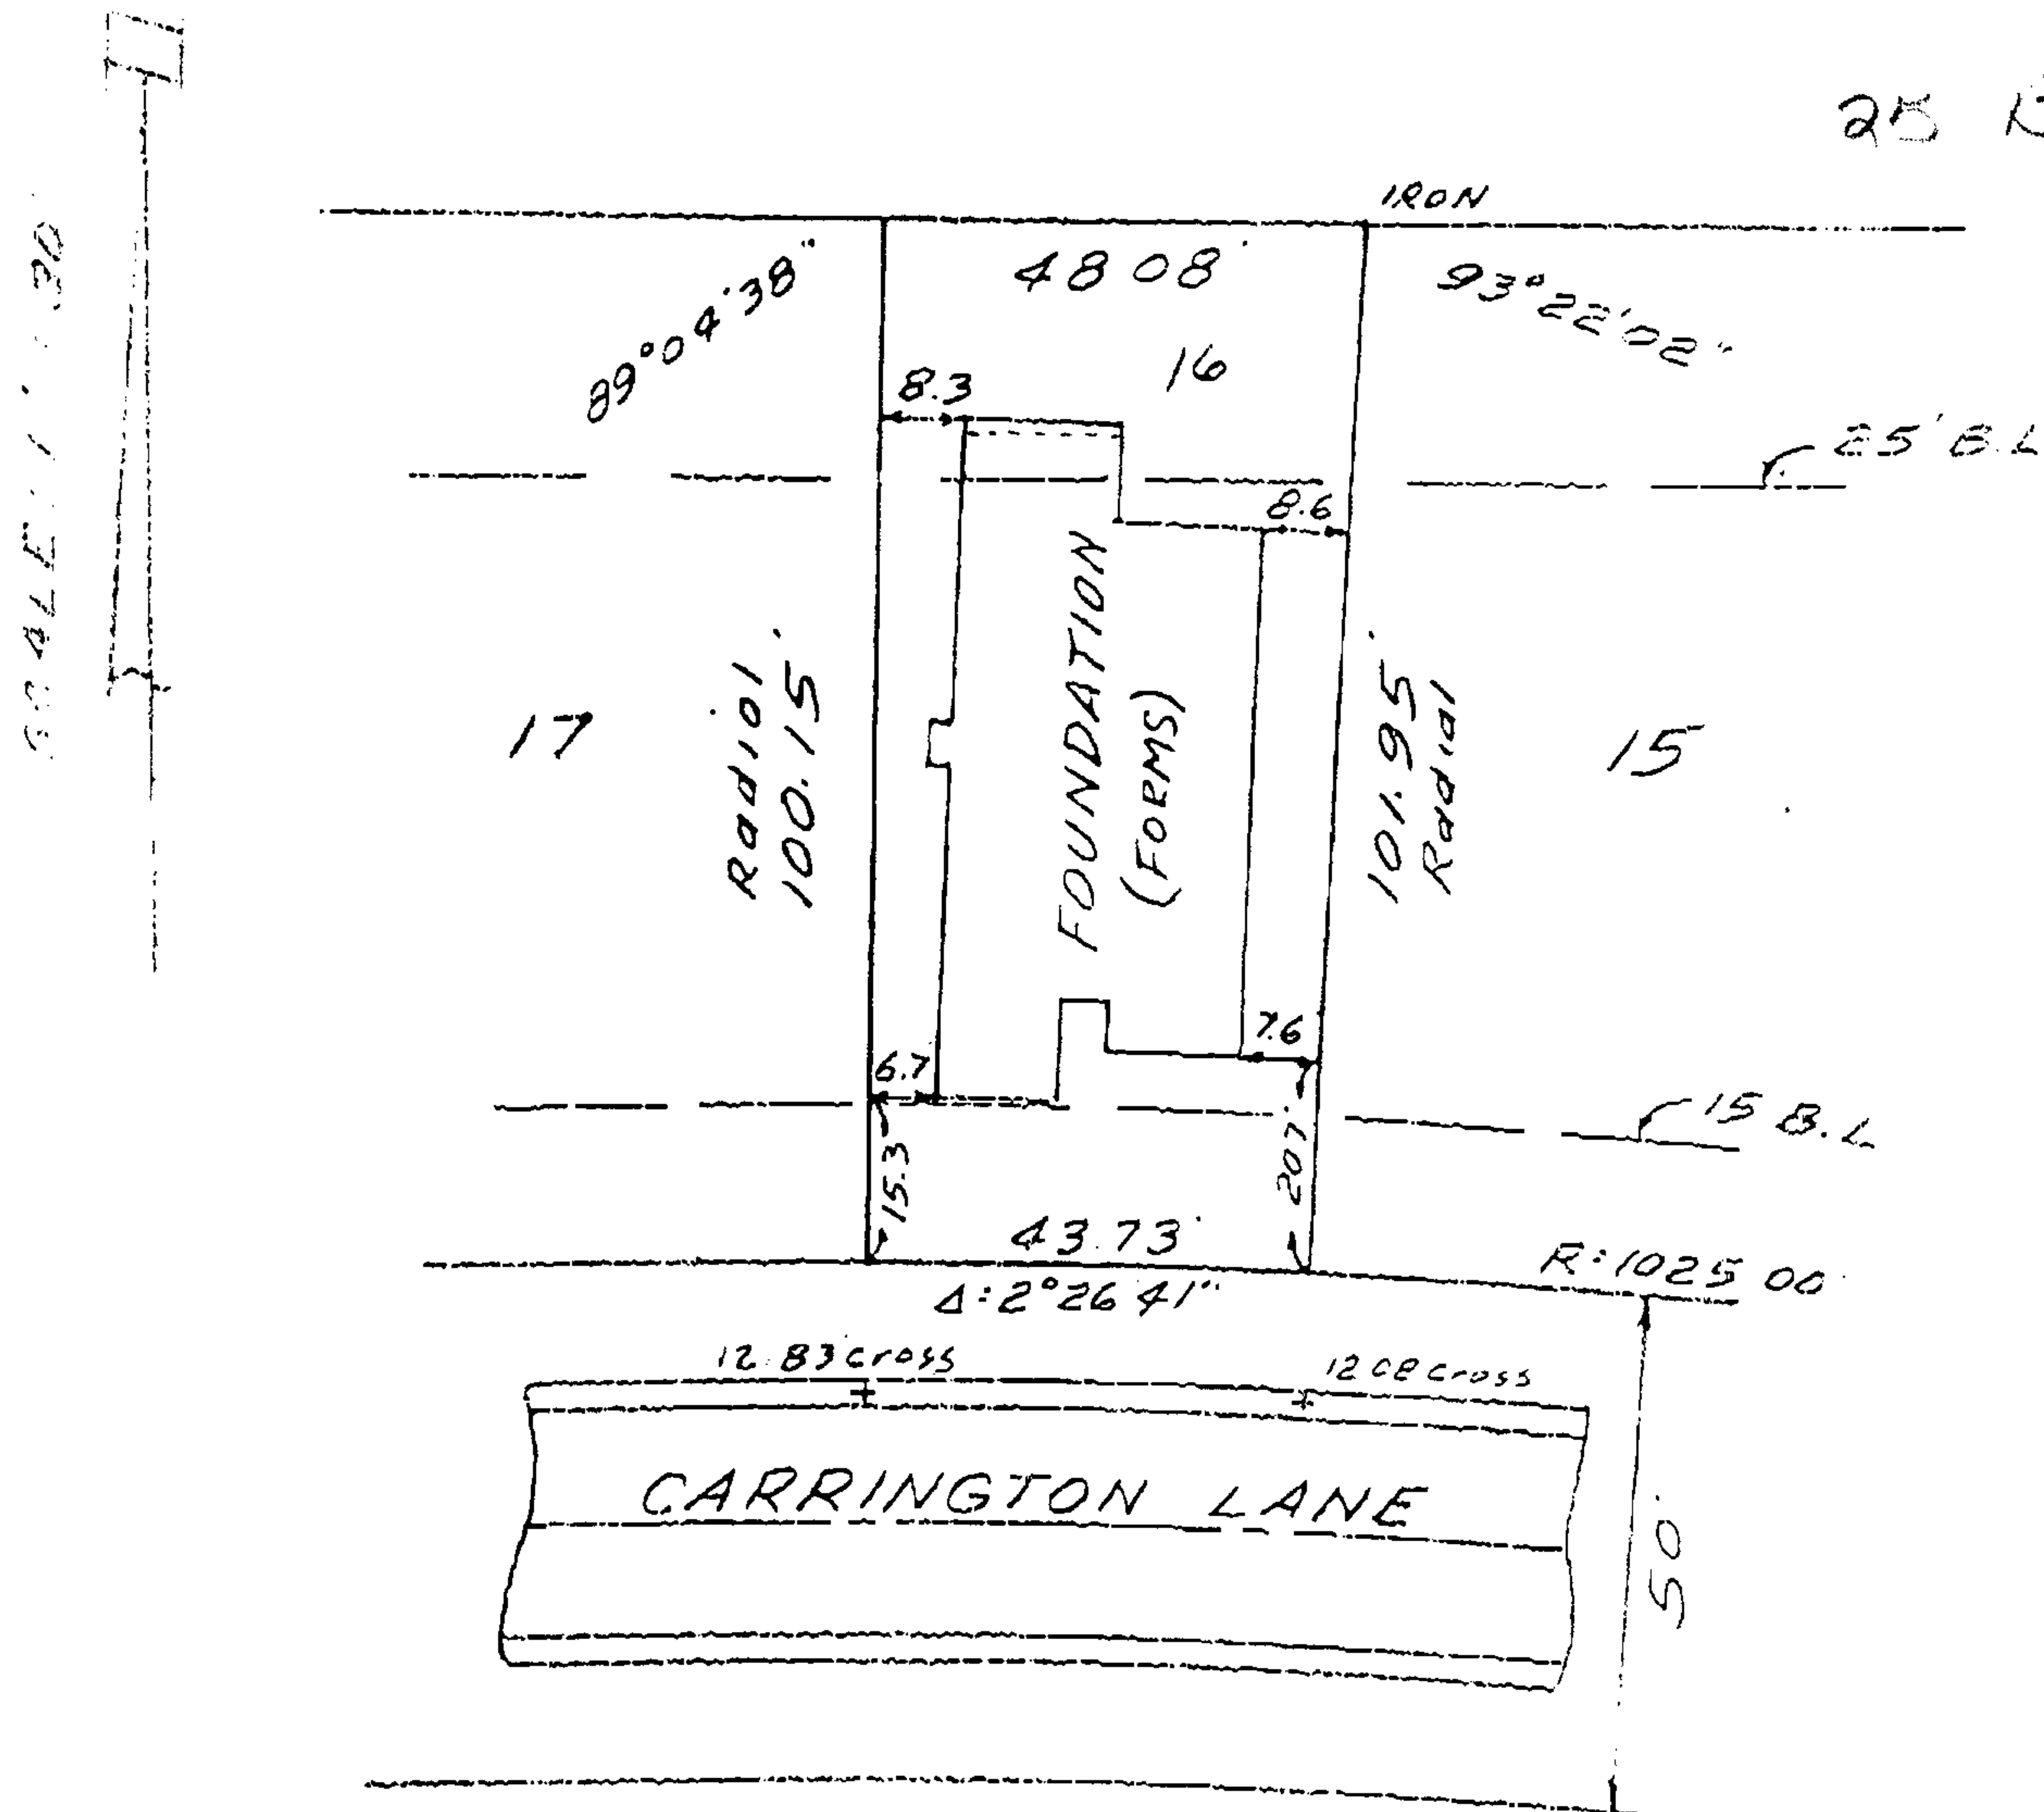 IRON
48 08'
89°04'38"
93°22'02"
16
8.3
25' B.L
8.6
FOUNDATION
(FORMS)
Radial
100.15'
101.95'
Radial
17
15
7.6
6.7
15 B.L
15.3
20.7
43.73'
R:1025 00
Δ:2°26 41"
12.83 cross
12 02 cross
CARRINGTON LANE
50'